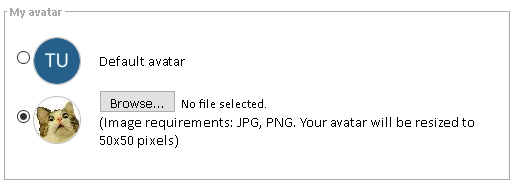 My avatar
TU
Default avatar
Browse... No file selected.
(Image requirements: JPG, PNG. Your avatar will be resized to
50x50 pixels)